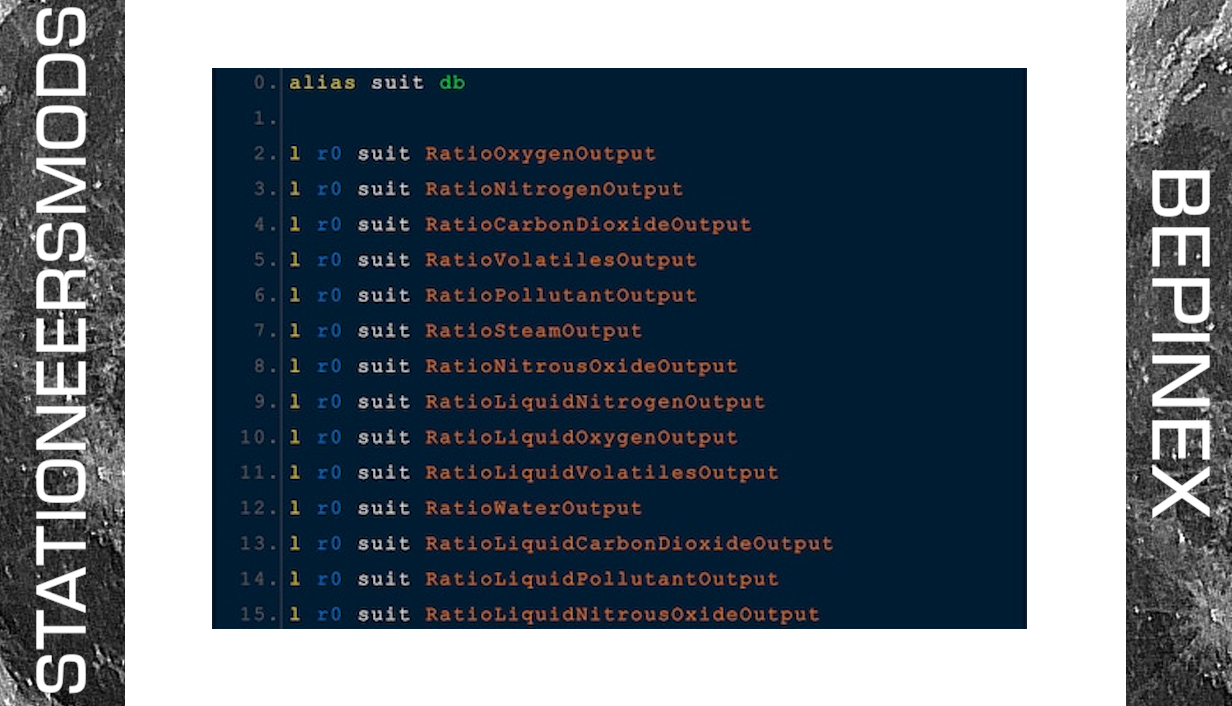 STATIONEERSMODS
0. alias suit db
1.
2. l r0 suit RatioOxygenOutput
3. l r0 suit RatioNitrogenOutput
4. l r0 suit RatioCarbonDioxideOutput
5. l r0 suit RatioVolatilesOutput
6. l r0 suit RatioPollutantOutput
7. l r0 suit RatioSteamOutput
8. l r0 suit RatioNitrousOxideOutput
9. l r0 suit RatioLiquidNitrogenOutput
10. l r0 suit RatioLiquidOxygenOutput
11. l r0 suit RatioLiquidVolatilesOutput
12. l r0 suit RatioWaterOutput
13. l r0 suit RatioLiquidCarbonDioxideOutput
14. l r0 suit RatioLiquidPollutantOutput
15. l r0 suit RatioLiquidNitrousOxideOutput
BEPINEX